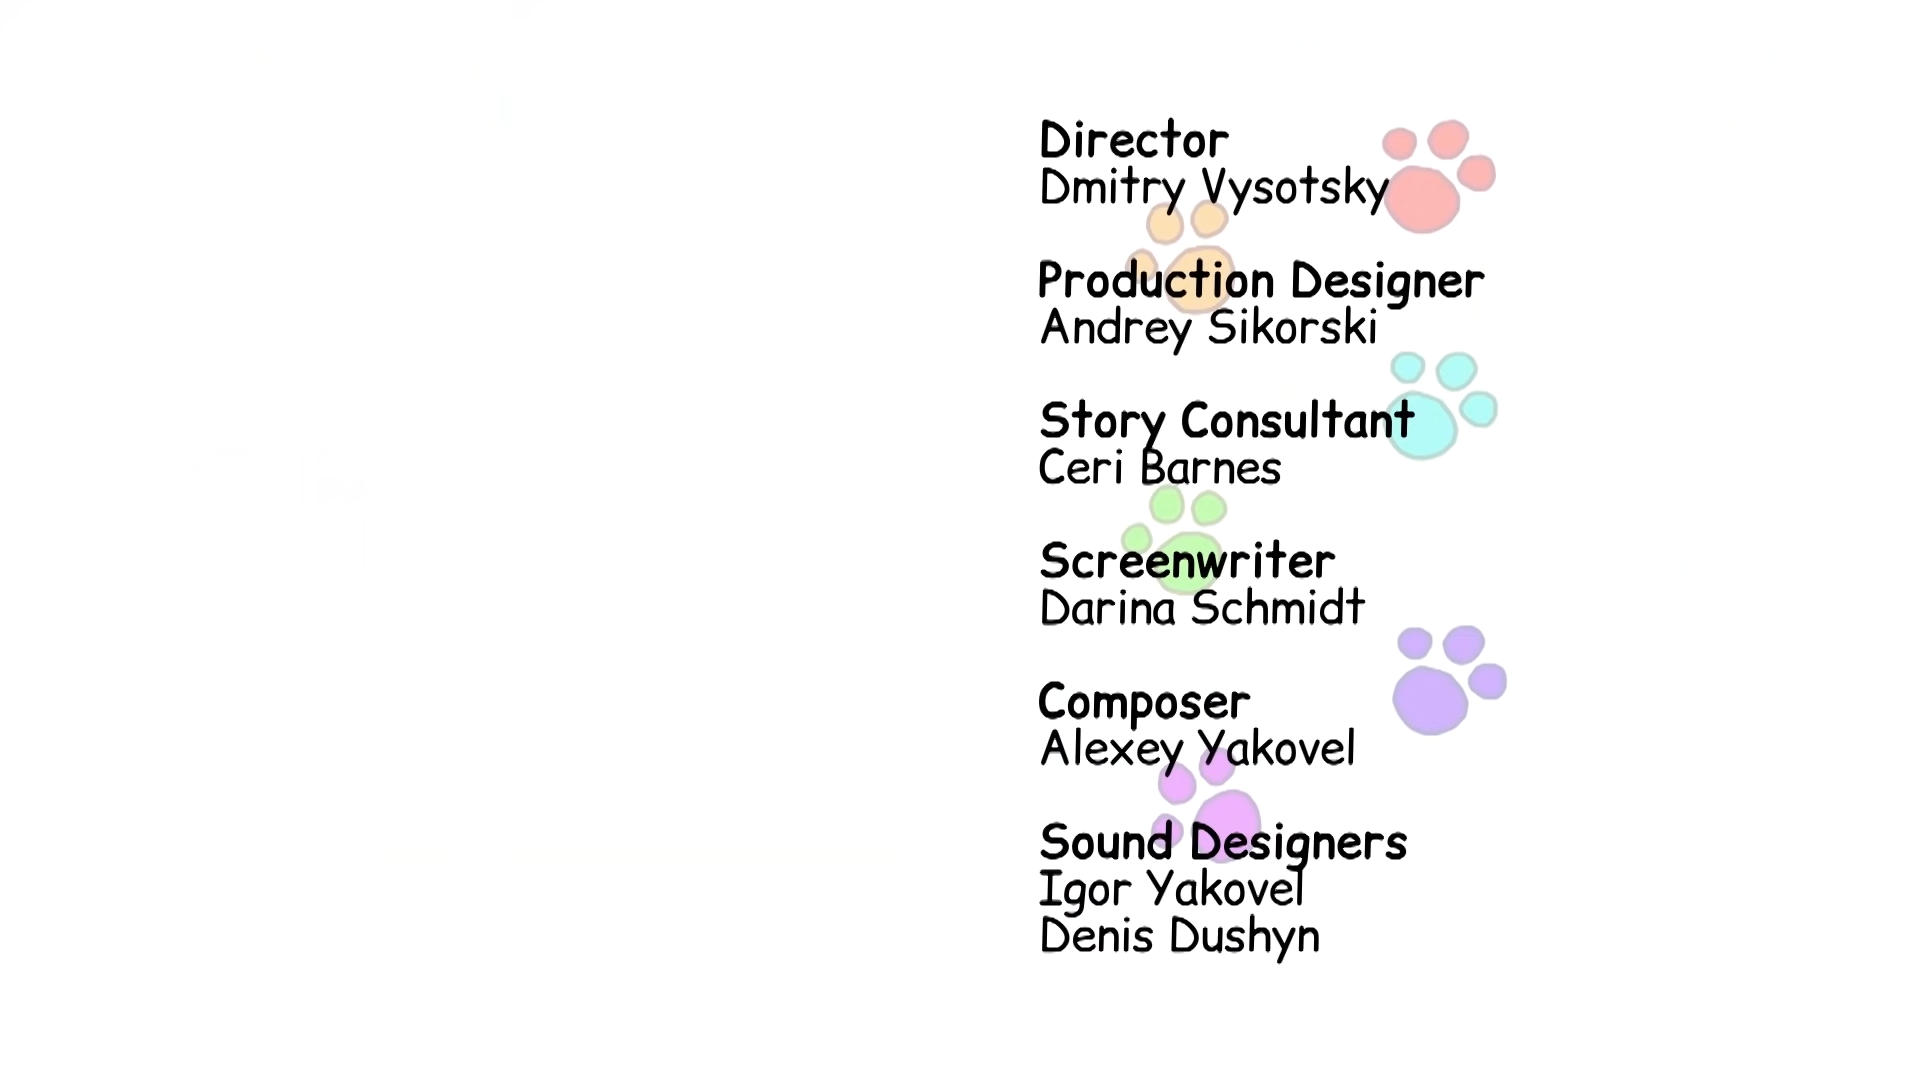 Director
Dmitry Vysotsky
Production Designer
Andrey Sikorski
Story Consultant
Ceri Barnes
Screenwriter
Darina Schmidt
Composer
Alexey Yakovel
Sound Designers
Igor Yakovel
Denis Dushyn